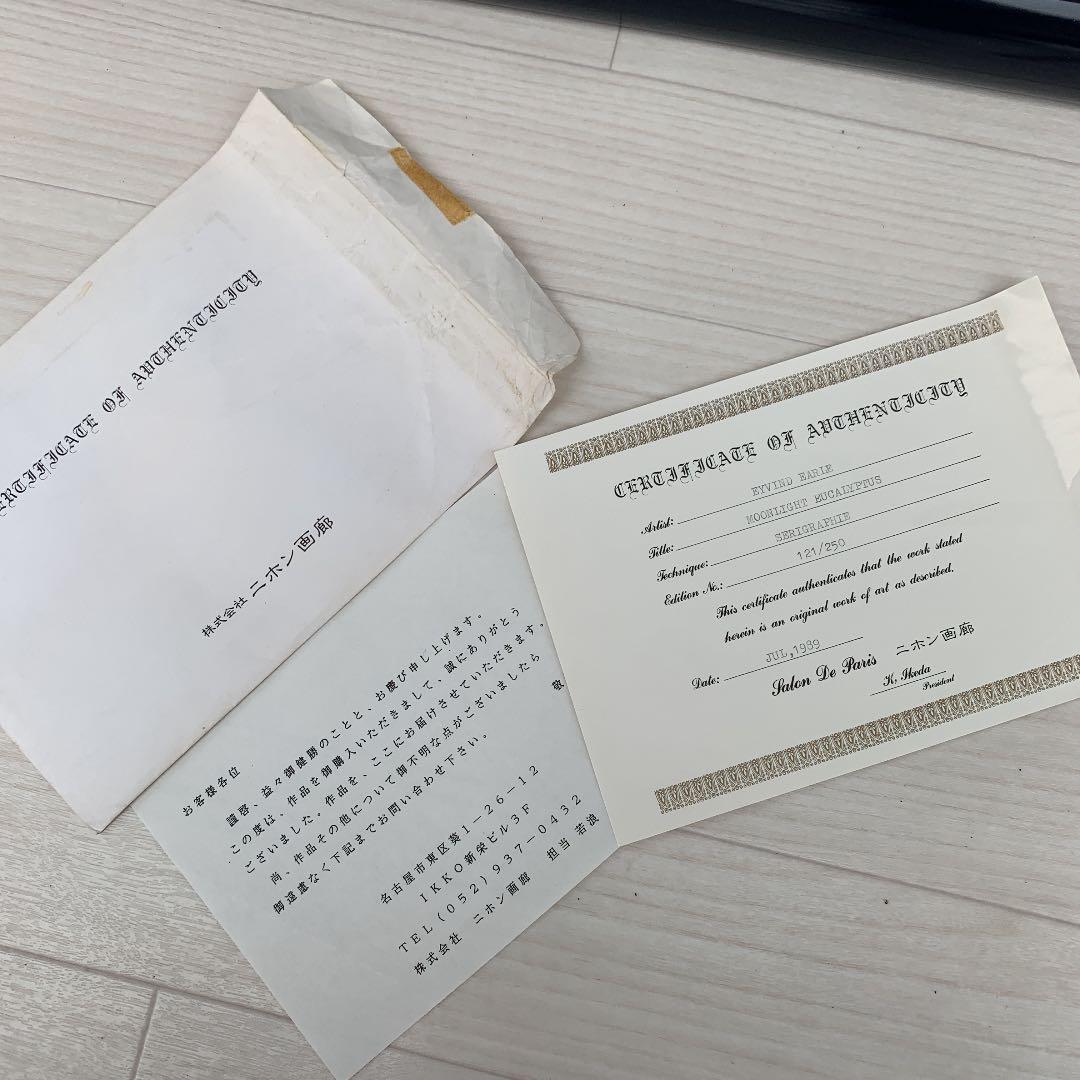 CERTIFICATE OF AUTHENTICITY
株式会社 ニホン画廊
お客様各位
謹啓、益々御健勝のことと、お慶び申し上げます。
この度は、作品を御購入いただきまして、誠にありがとう
ございました。作品を、ここにお届けさせていただきます。
尚、作品その他について御不明な点がございましたら
御遠慮なく下記までお問い合わせ下さい。
敬
名古屋市東区葵1-26-12
IKKO新栄ビル3F
TEL(052)937-0432
株式会社 ニホン画廊 担当 若浪
CERTIFICATE OF AUTHENTICITY
Artist: EYVIND EARLE
Title: MOONLIGHT EUCALYPTUS
Technique: SERIGRAPHIE
Edition No.: 121/250
This certificate authenticates that the work stated
herein is an original work of art as described.
Date: JUL,1989
Salon De Paris ニホン画廊
K, Ikeda
President